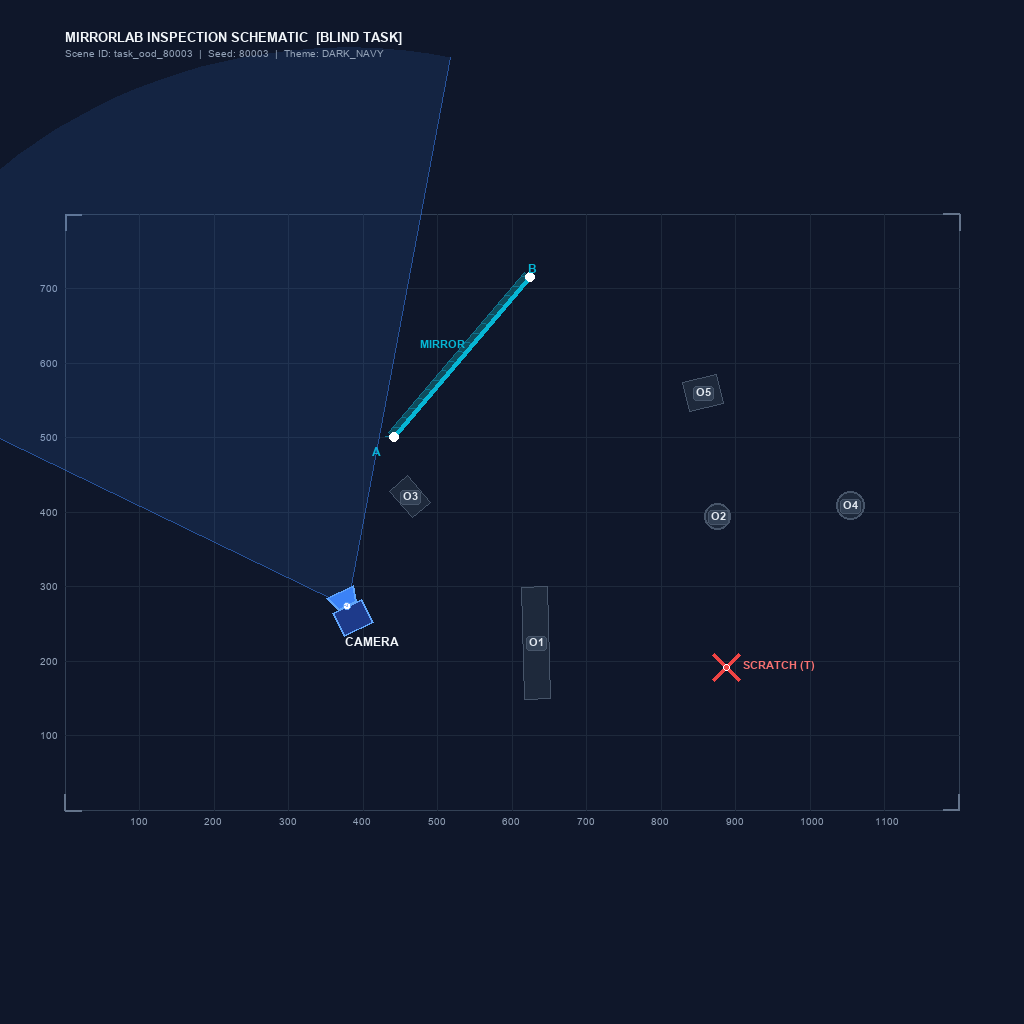 MIRRORLAB INSPECTION SCHEMATIC [BLIND TASK]
Scene ID: task_ood_80003 | Seed: 80003 | Theme: DARK_NAVY
B
700
MIRROR
600
O5
500
A
O3
400
O2
O4
300
CAMERA
O1
200
SCRATCH (T)
100
100 200 300 400 500 600 700 800 900 1000 1100